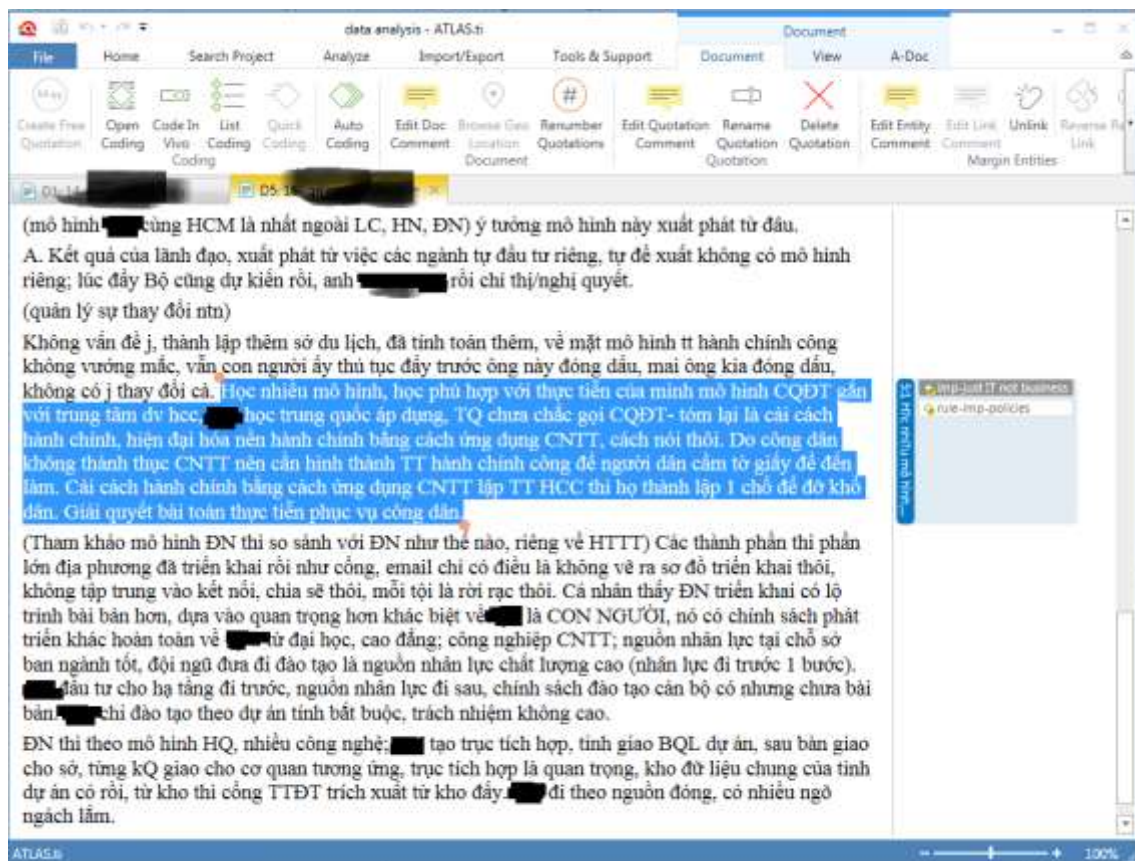 data analysis - ATLAS.ti
Document
File Home Search Project Analyze Import/Export Tools & Support Document View A-Doc
Create Free Quotation
Open Coding
Code In Vivo
List Coding
Quick Coding
Auto Coding
Edit Doc Comment
Browse Geo Location
Renumber Quotations
Edit Quotation Comment
Rename Quotation
Delete Quotation
Edit Entity Comment
Edit Link Comment
Unlink
Reverse Link
Coding Document Quotation Margin Entities
D1: 14
D5: 16
(mô hình cùng HCM là nhất ngoài LC, HN, ĐN) ý tưởng mô hình này xuất phát từ đâu.
A. Kết quả của lãnh đạo, xuất phát từ việc các ngành tự đầu tư riêng, tự đề xuất không có mô hình
riêng; lúc đấy Bộ cũng dự kiến rồi, anh rồi chỉ thị/nghị quyết.
(quản lý sự thay đổi ntn)
Không vấn đề j, thành lập thêm sở du lịch, đã tính toán thêm, về mặt mô hình tt hành chính công
không vướng mắc, vẫn con người ấy thủ tục đấy trước ông này đóng dấu, mai ông kia đóng dấu,
không có j thay đổi cả. Học nhiều mô hình, học phù hợp với thực tiễn của mình mô hình CQĐT gắn
với trung tâm dv hcc, học trung quốc áp dụng, TQ chưa chắc gọi CQĐT- tóm lại là cải cách
hành chính, hiện đại hóa nền hành chính bằng cách ứng dụng CNTT, cách nói thôi. Do công dân
không thành thục CNTT nên cần hình thành TT hành chính công để người dân cầm tờ giấy để đến
làm. Cải cách hành chính bằng cách ứng dụng CNTT lập TT HCC thì họ thành lập 1 chỗ để đỡ khổ
dân. Giải quyết bài toán thực tiễn phục vụ công dân.
(Tham khảo mô hình ĐN thì so sánh với ĐN như thế nào, riêng về HTTT) Các thành phần thì phần
lớn địa phương đã triển khai rồi như cổng, email chỉ có điều là không vẽ ra sơ đồ triển khai thôi,
không tập trung vào kết nối, chia sẽ thôi, mỗi tội là rời rạc thôi. Cá nhân thấy ĐN triển khai có lộ
trình bài bản hơn, dựa vào quan trọng hơn khác biệt về là CON NGƯỜI, nó có chính sách phát
triển khác hoàn toàn về từ đại học, cao đẳng; công nghiệp CNTT; nguồn nhân lực tại chỗ sở
ban ngành tốt, đội ngũ đưa đi đào tạo là nguồn nhân lực chất lượng cao (nhân lực đi trước 1 bước).
đầu tư cho hạ tầng đi trước, nguồn nhân lực đi sau, chính sách đào tạo cán bộ có nhưng chưa bài
bản. chỉ đào tạo theo dự án tính bắt buộc, trách nhiệm không cao.
ĐN thì theo mô hình HQ, nhiều công nghệ; tạo trục tích hợp, tỉnh giao BQL dự án, sau bàn giao
cho sở, từng kQ giao cho cơ quan tương ứng, trục tích hợp là quan trọng, kho dữ liệu chung của tỉnh
dự án có rồi, từ kho thì cổng TTĐT trích xuất từ kho đấy. đi theo nguồn đóng, có nhiều ngõ
ngách lắm.
imp-just IT not business
rule-imp-policies
Học nhiều mô hình...
ATLAS.ti
100%